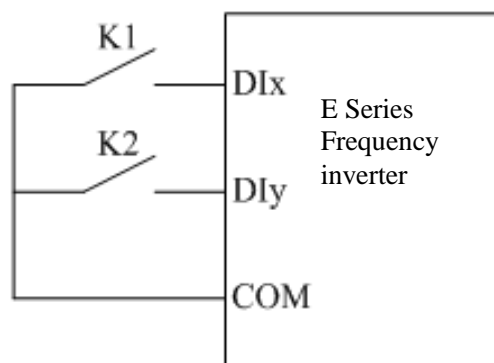 K1
DIx
E Series
Frequency
inverter
K2
DIy
COM